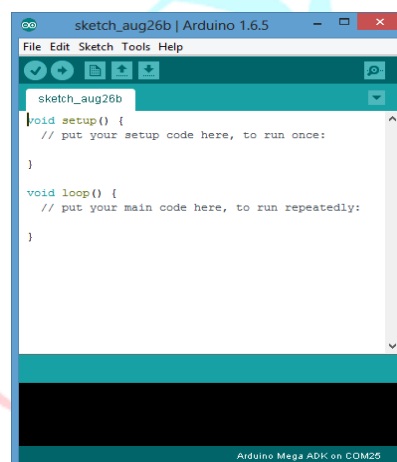 sketch_aug26b | Arduino 1.6.5
File Edit Sketch Tools Help
sketch_aug26b
void setup() {
  // put your setup code here, to run once:
}
void loop() {
  // put your main code here, to run repeatedly:
}
Arduino Mega ADK on COM25